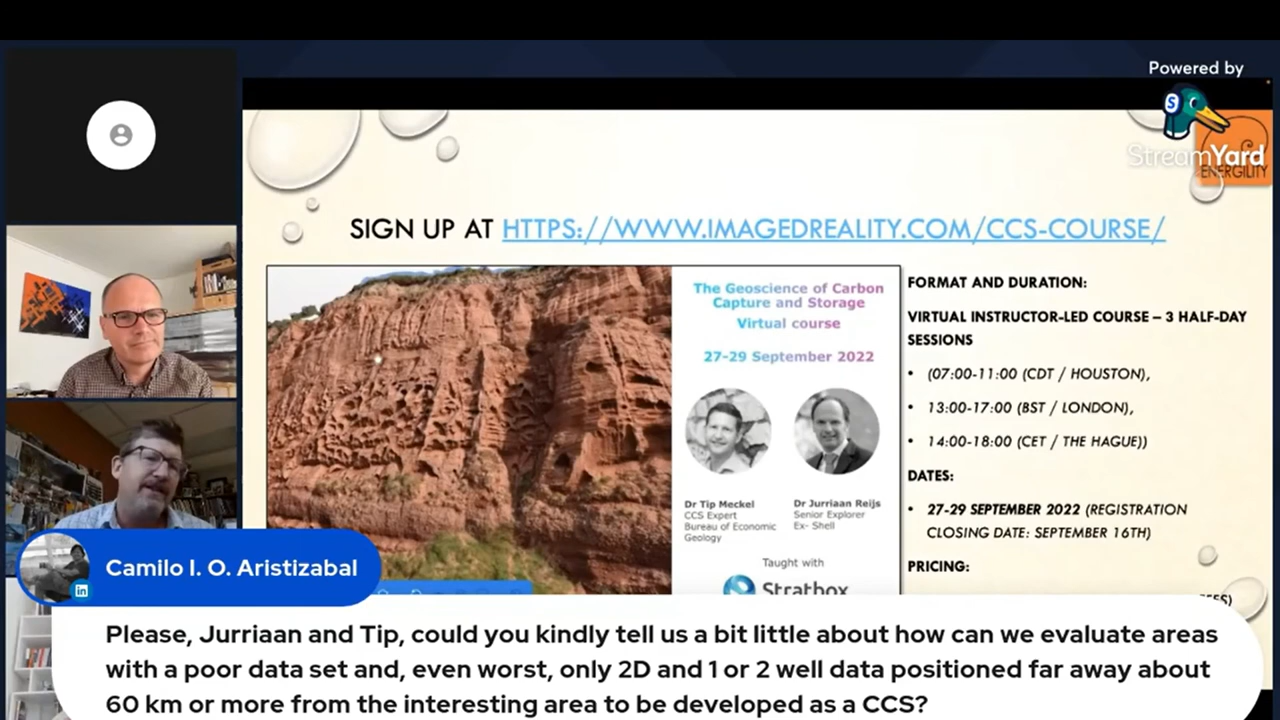 Powered by
StreamYard
ENERGILITY
SIGN UP AT HTTPS://WWW.IMAGEDREALITY.COM/CCS-COURSE/
The Geoscience of Carbon
Capture and Storage
Virtual course
27-29 September 2022
Dr Tip Meckel
CCS Expert
Bureau of Economic
Geology
Dr Jurriaan Reijs
Senior Explorer
Ex- Shell
Taught with
Stratbox
FORMAT AND DURATION:
VIRTUAL INSTRUCTOR-LED COURSE – 3 HALF-DAY
SESSIONS
• (07:00-11:00 (CDT / HOUSTON),
• 13:00-17:00 (BST / LONDON),
• 14:00-18:00 (CET / THE HAGUE))
DATES:
• 27-29 SEPTEMBER 2022 (REGISTRATION
CLOSING DATE: SEPTEMBER 16TH)
PRICING:
Camilo I. O. Aristizabal
in
Please, Jurriaan and Tip, could you kindly tell us a bit little about how can we evaluate areas
with a poor data set and, even worst, only 2D and 1 or 2 well data positioned far away about
60 km or more from the interesting area to be developed as a CCS?